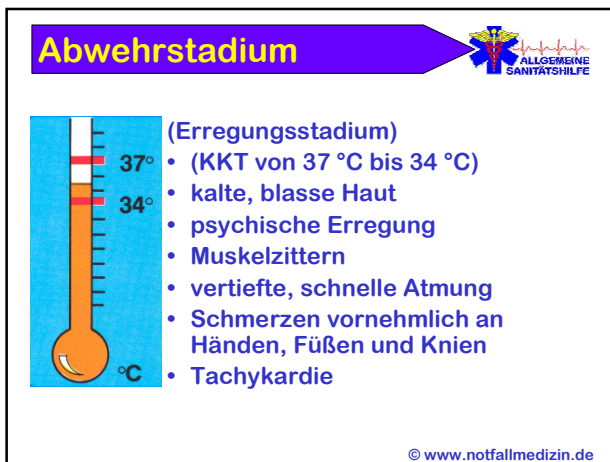 Abwehrstadium
ALLGEMEINE
SANITÄTSHILFE
(Erregungsstadium)
• (KKT von 37 °C bis 34 °C)
• kalte, blasse Haut
• psychische Erregung
• Muskelzittern
• vertiefte, schnelle Atmung
• Schmerzen vornehmlich an
Händen, Füßen und Knien
• Tachykardie
37°
34°
°C
© www.notfallmedizin.de